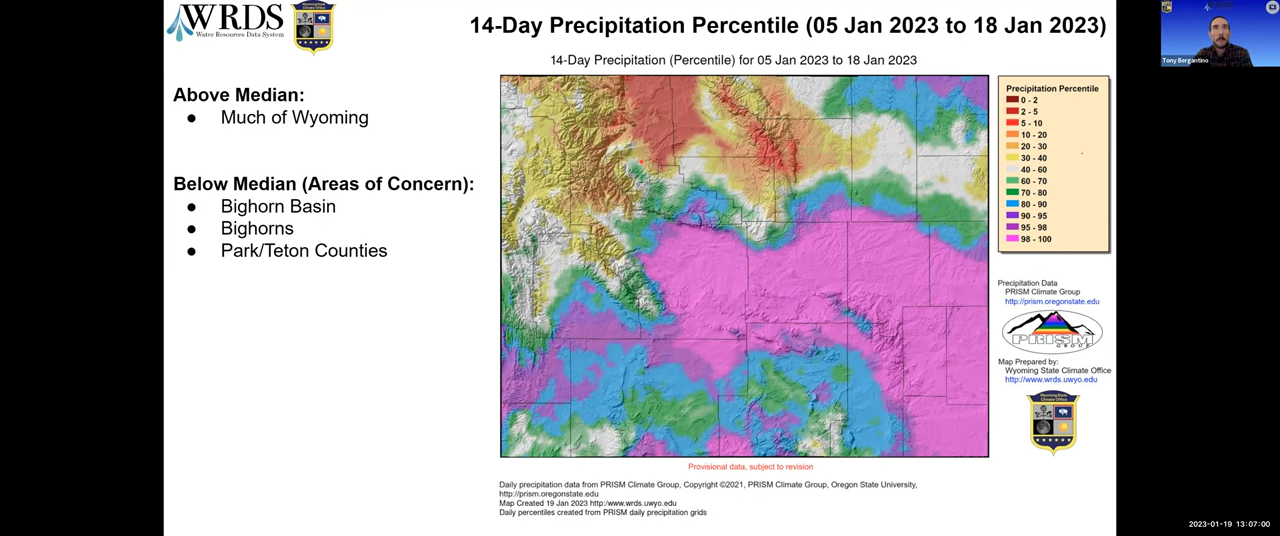 WRDS
Water Resources Data System
14-Day Precipitation Percentile (05 Jan 2023 to 18 Jan 2023)
Tony Bergantino
14-Day Precipitation (Percentile) for 05 Jan 2023 to 18 Jan 2023
Above Median:
● Much of Wyoming
Below Median (Areas of Concern):
● Bighorn Basin
● Bighorns
● Park/Teton Counties
Precipitation Percentile
0 - 2
2 - 5
5 - 10
10 - 20
20 - 30
30 - 40
40 - 60
60 - 70
70 - 80
80 - 90
90 - 95
95 - 98
98 - 100
Precipitation Data
PRISM Climate Group
http://prism.oregonstate.edu
PRISM
GROUP
Map Prepared by:
Wyoming State Climate Office
http://www.wrds.uwyo.edu
Wyoming State
Climate Office
Provisional data, subject to revision
Daily precipitation data from PRISM Climate Group, Copyright ©2021, PRISM Climate Group, Oregon State University,
http://prism.oregonstate.edu
Map Created 19 Jan 2023 http:/www.wrds.uwyo.edu
Daily percentiles created from PRISM daily precipitation grids
2023-01-19 13:07:00